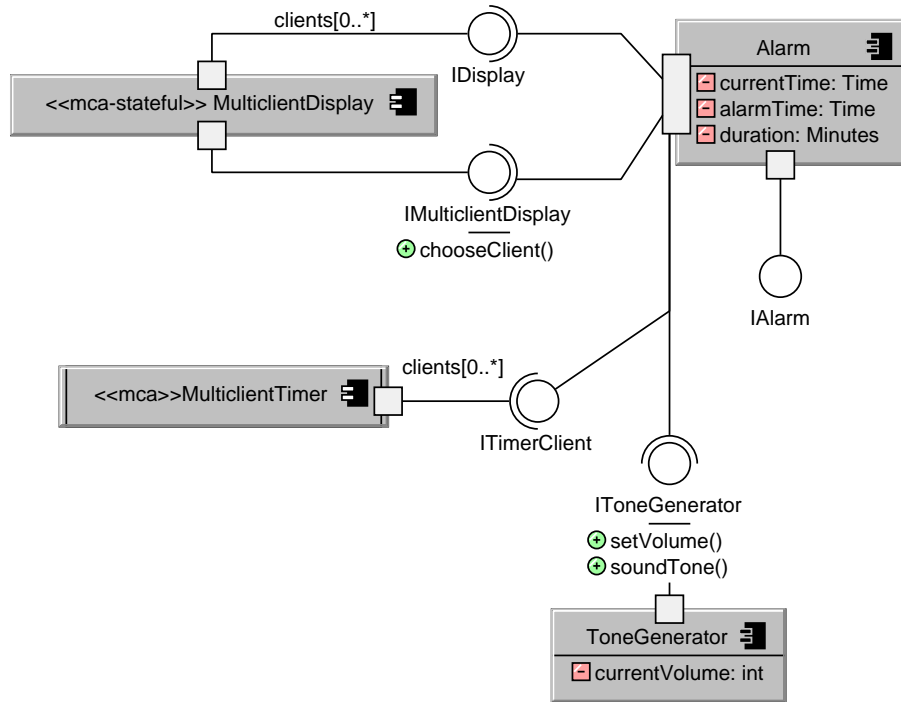 clients[0..*]
IDisplay
Alarm
currentTime: Time
alarmTime: Time
duration: Minutes
<<mca-stateful>> MulticlientDisplay
IMulticlientDisplay
chooseClient()
IAlarm
clients[0..*]
<<mca>>MulticlientTimer
ITimerClient
IToneGenerator
setVolume()
soundTone()
ToneGenerator
currentVolume: int